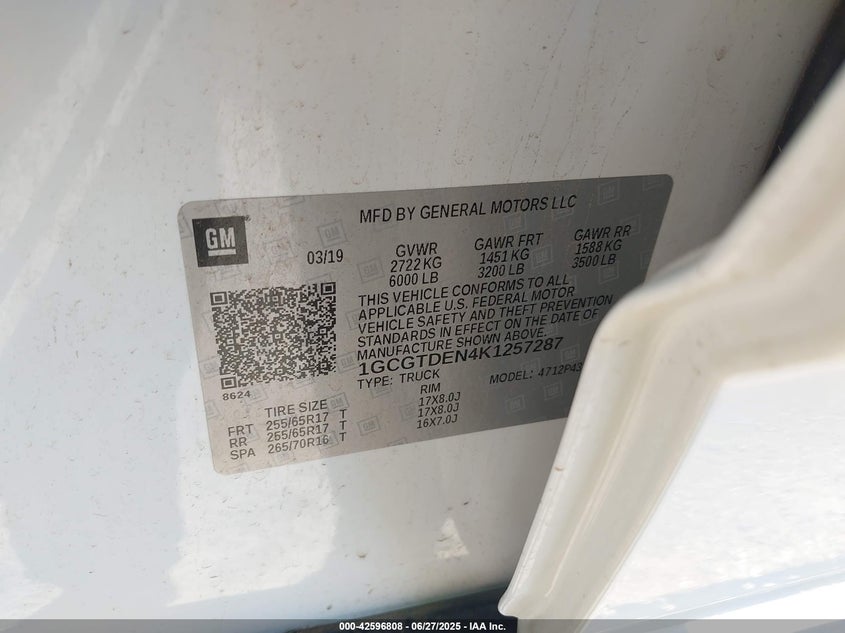 GM
MFD BY GENERAL MOTORS LLC
03/19
GVWR GAWR FRT GAWR RR
2722 KG 1451 KG 1588 KG
6000 LB 3200 LB 3500 LB
THIS VEHICLE CONFORMS TO ALL
APPLICABLE U.S. FEDERAL MOTOR
VEHICLE SAFETY AND THEFT PREVENTION
STANDARDS IN EFFECT ON THE DATE OF
MANUFACTURE SHOWN ABOVE.
1GCGTDEN4K1257287
TYPE: TRUCK MODEL: 4712P43
8624
TIRE SIZE RIM
FRT 255/65R17 T 17X8.0J
RR 255/65R17 T 17X8.0J
SPA 265/70R16 T 16X7.0J
000-42596808 - 06/27/2025 - IAA Inc.